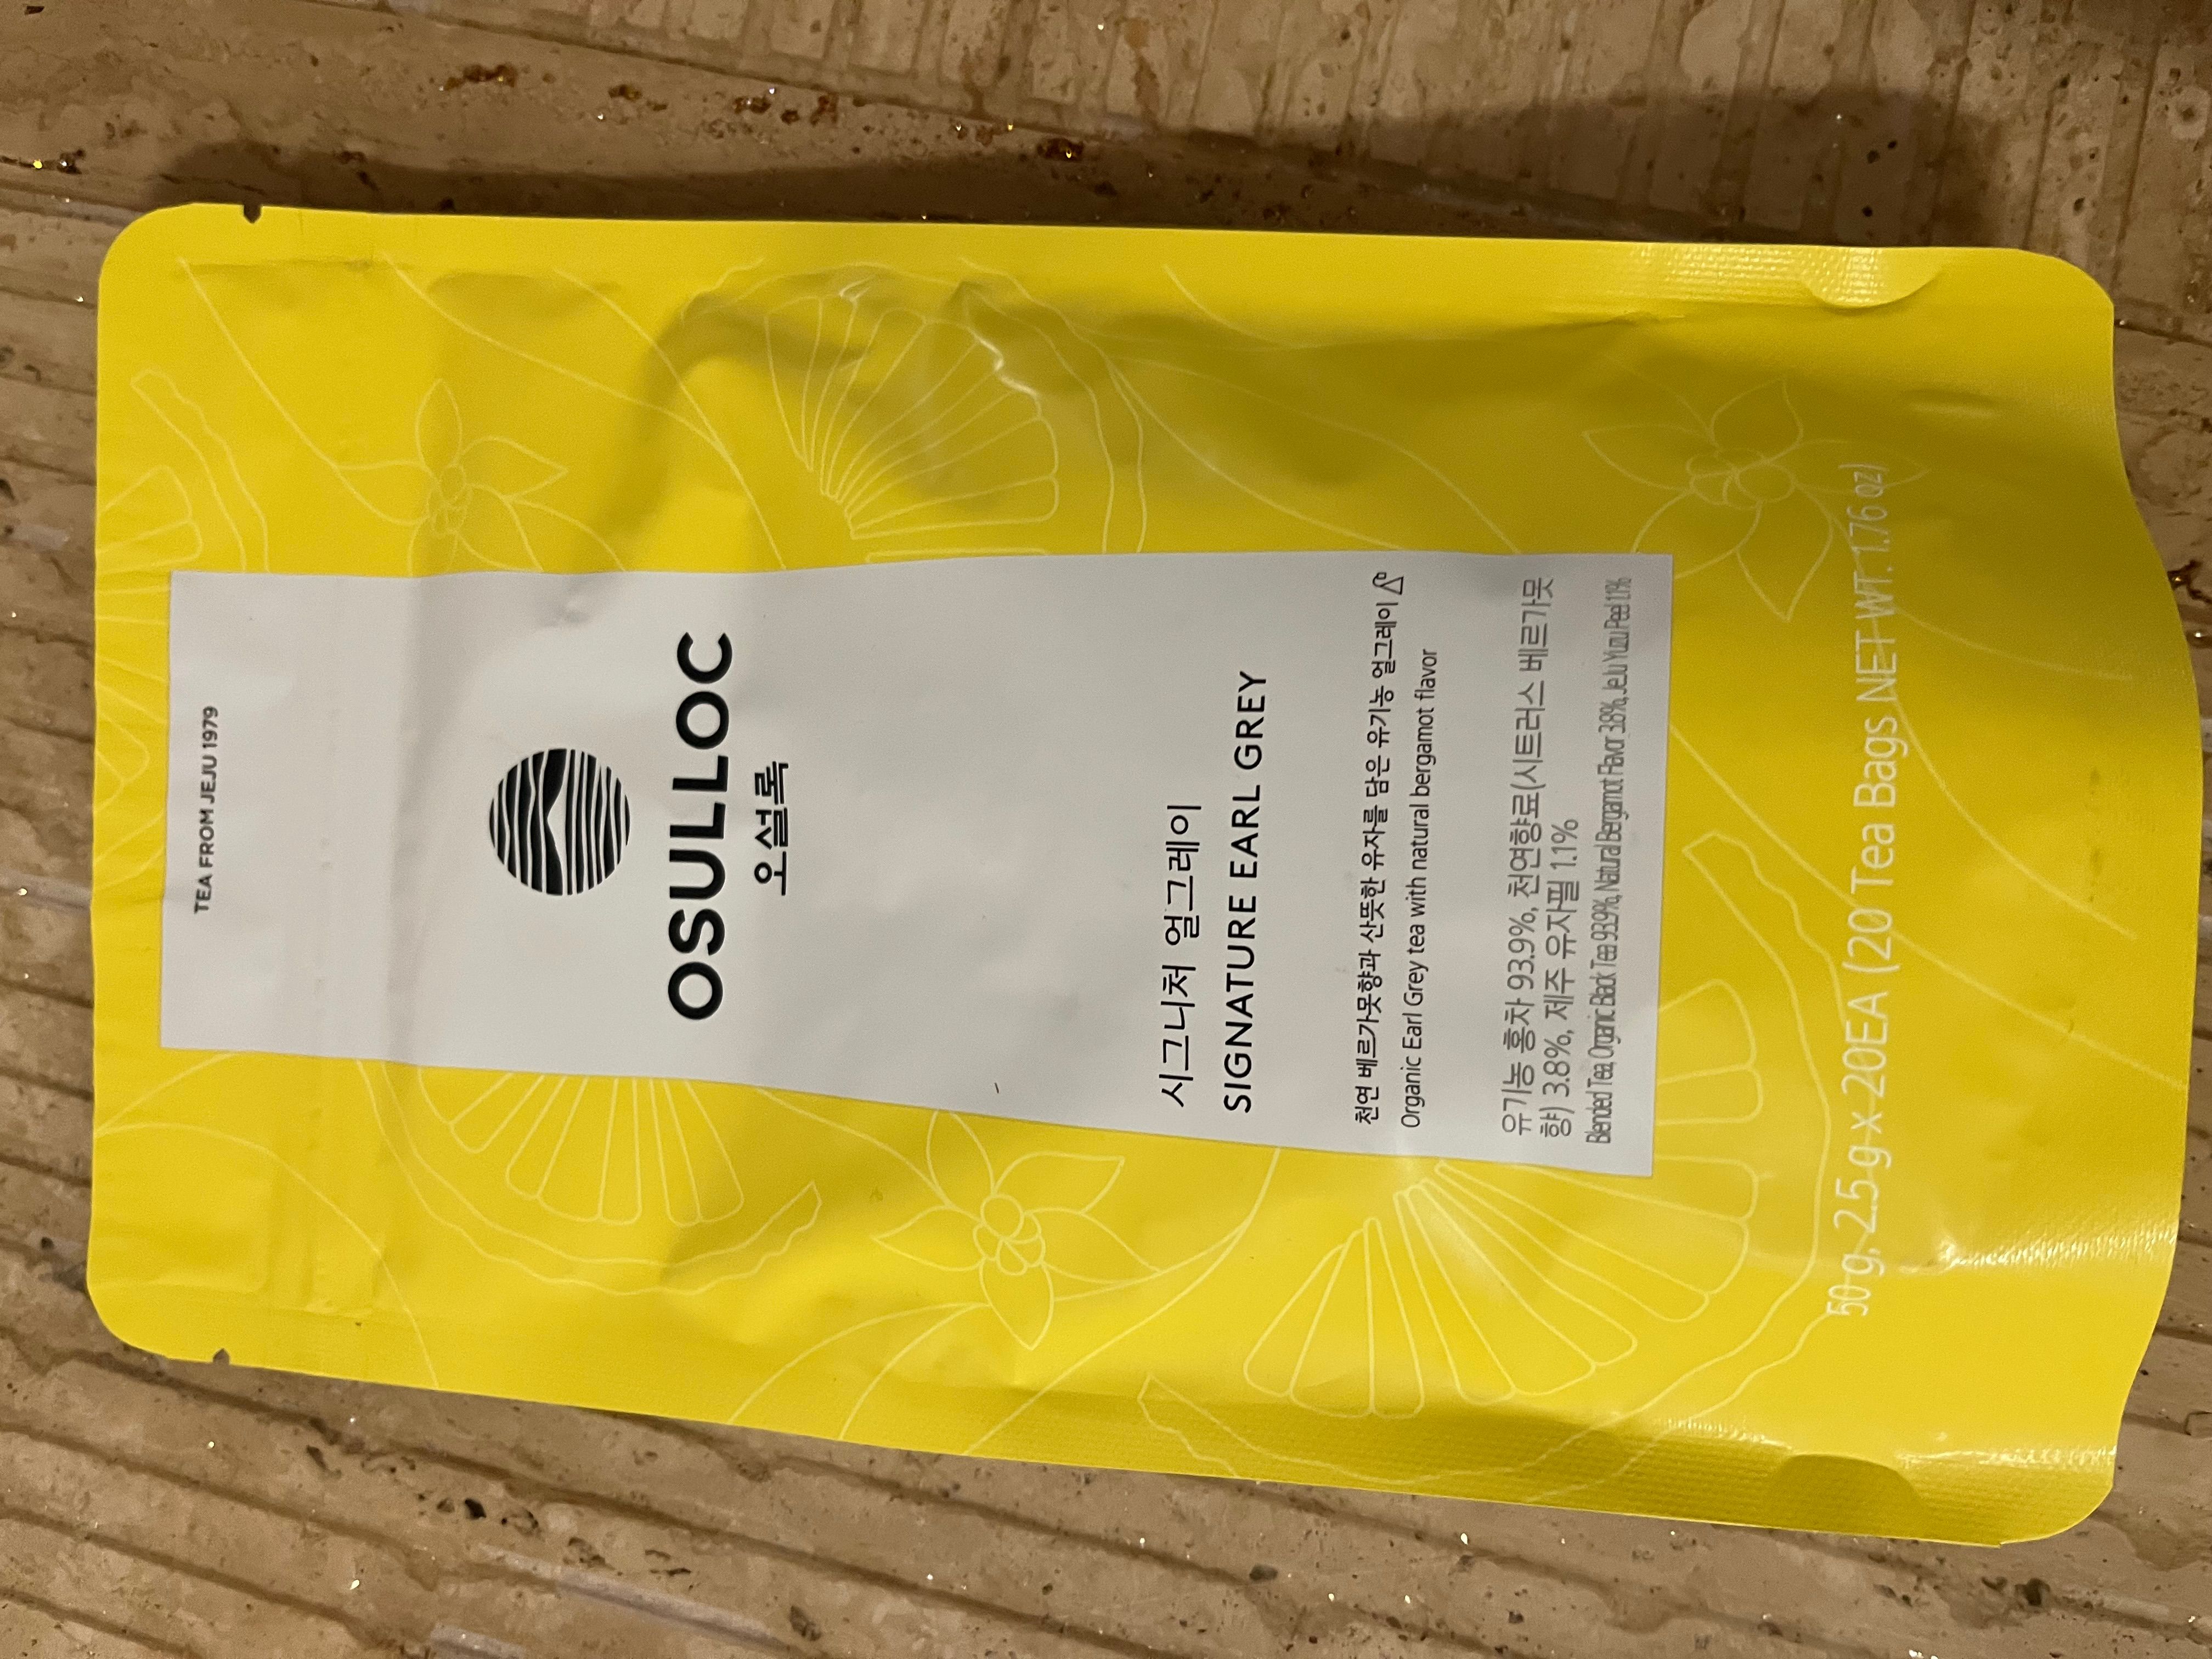 TEA FROM JEJU 1979
OSULLOC
오설록
시그니처 얼그레이
SIGNATURE EARL GREY
천연 베르가못향과 산뜻한 유자를 담은 유기농 얼그레이
Organic Earl Grey tea with natural bergamot flavor
유기농 홍차 93.9%, 천연향료(시트러스 베르가못
향) 3.8%, 제주 유자필 1.1%
Blended Tea, Organic Black Tea 93.9%, Natural Bergamot Flavor 3.8%, Jeju Yuzu Peel 1.1%
50 g, 2.5 g x 20EA (20 Tea Bags NET WT. 1.76 oz)